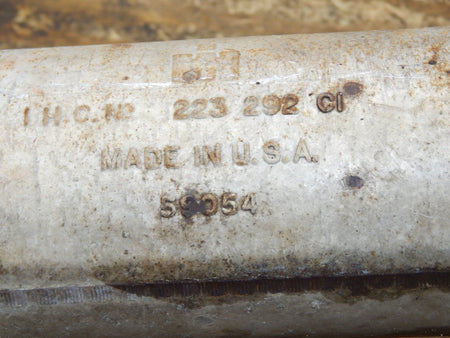 I.H.C. No 223 292 C1
MADE IN U.S.A.
59054